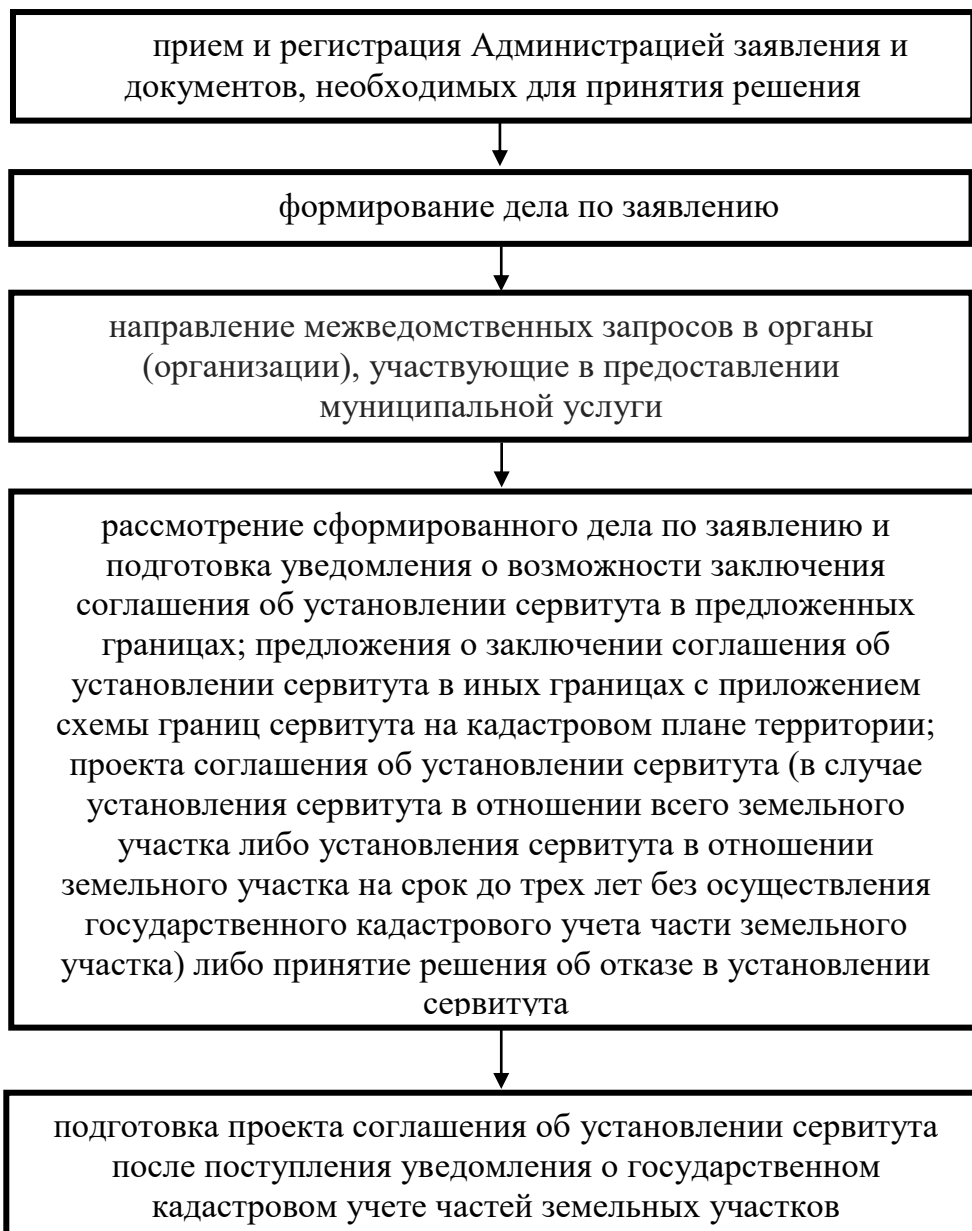 прием и регистрация Администрацией заявления и
документов, необходимых для принятия решения
формирование дела по заявлению
направление межведомственных запросов в органы
(организации), участвующие в предоставлении
муниципальной услуги
рассмотрение сформированного дела по заявлению и
подготовка уведомления о возможности заключения
соглашения об установлении сервитута в предложенных
границах; предложения о заключении соглашения об
установлении сервитута в иных границах с приложением
схемы границ сервитута на кадастровом плане территории;
проекта соглашения об установлении сервитута (в случае
установления сервитута в отношении всего земельного
участка либо установления сервитута в отношении
земельного участка на срок до трех лет без осуществления
государственного кадастрового учета части земельного
участка) либо принятие решения об отказе в установлении
сервитута
подготовка проекта соглашения об установлении сервитута
после поступления уведомления о государственном
кадастровом учете частей земельных участков